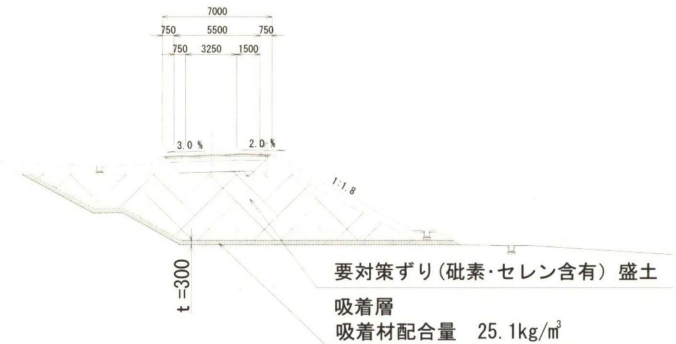 7000
750 5500 750
750 3250 1500
3.0 % 2.0 %
1:1.8
t=300
要対策ずり(砒素・セレン含有) 盛土
吸着層
吸着材配合量 25.1kg/㎥